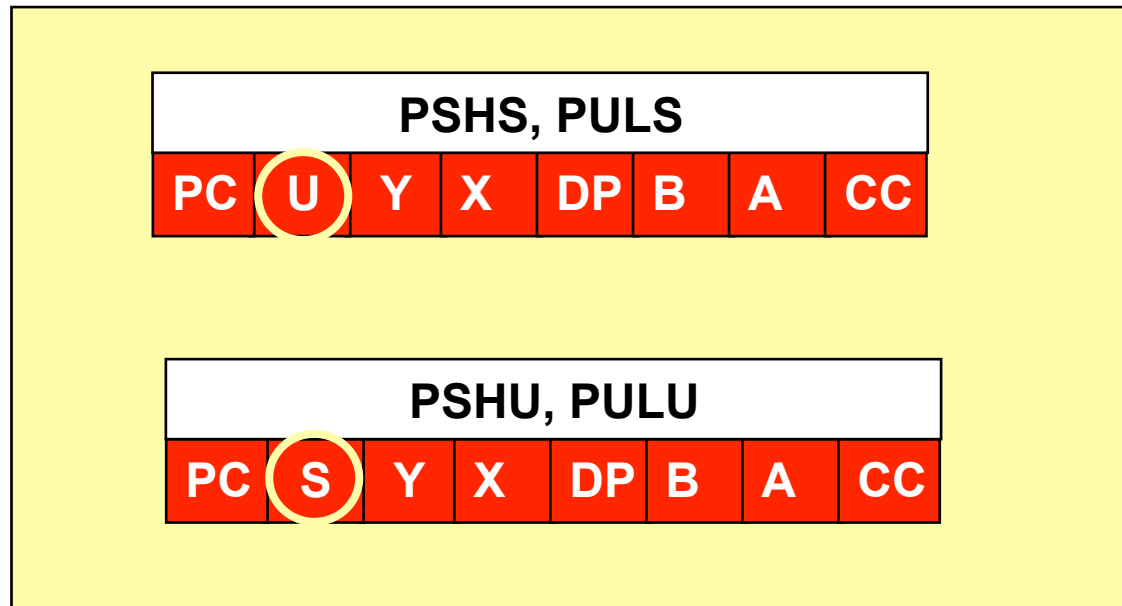 PSHS, PULS
PC U Y X DP B A CC
PSHU, PULU
PC S Y X DP B A CC